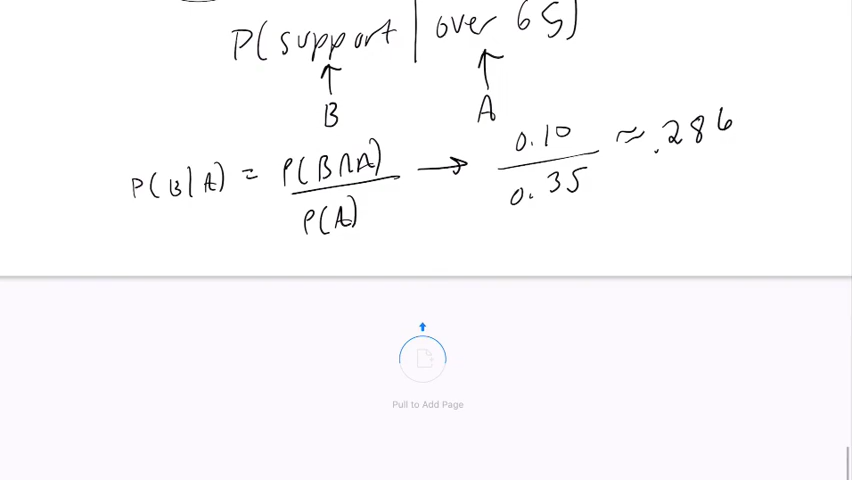 P(support | over 65)
B A
P(B|A) = P(B∩A) / P(A) → 0.10 / 0.35 ≈ .286
Pull to Add Page